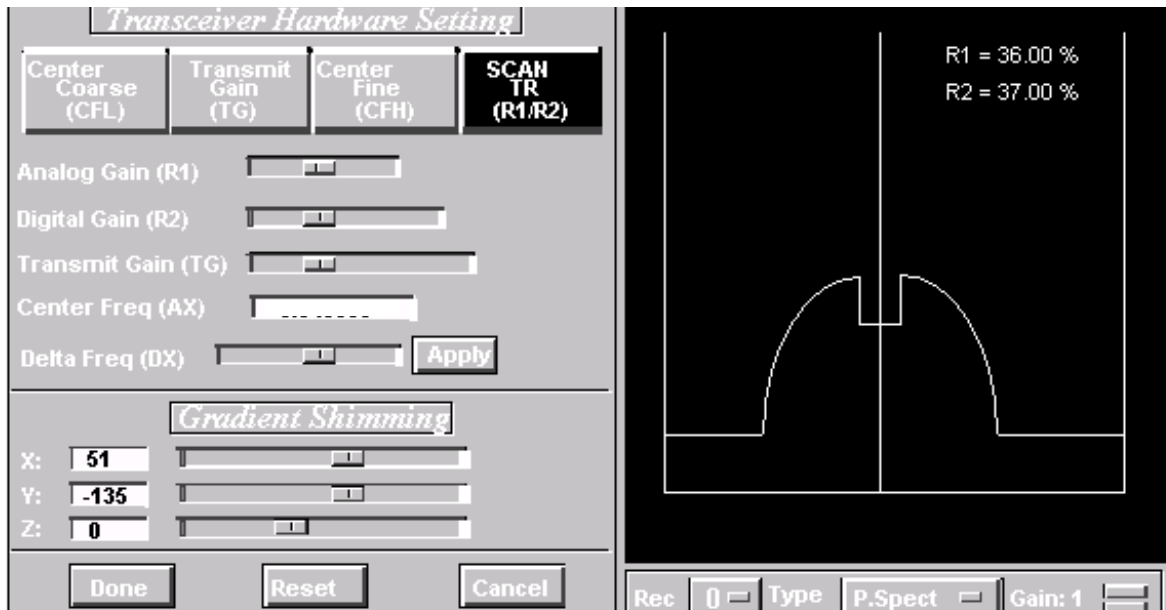 Transceiver Hardware Setting
Center Coarse (CFL)
Transmit Gain (TG)
Center Fine (CFH)
SCAN TR (R1/R2)
Analog Gain (R1)
Digital Gain (R2)
Transmit Gain (TG)
Center Freq (AX)
Delta Freq (DX)
Apply
Gradient Shimming
X: 51
Y: -135
Z: 0
Done Reset Cancel
R1 = 36.00 %
R2 = 37.00 %
Rec 0 Type P.Spect Gain: 1